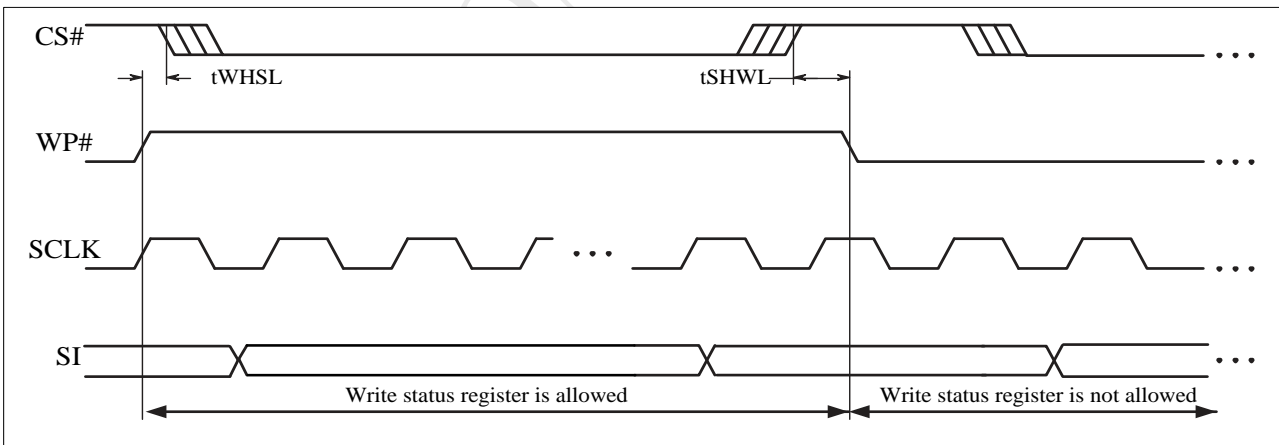 CS#
tWHSL
tSHWL
WP#
SCLK
SI
Write status register is allowed
Write status register is not allowed